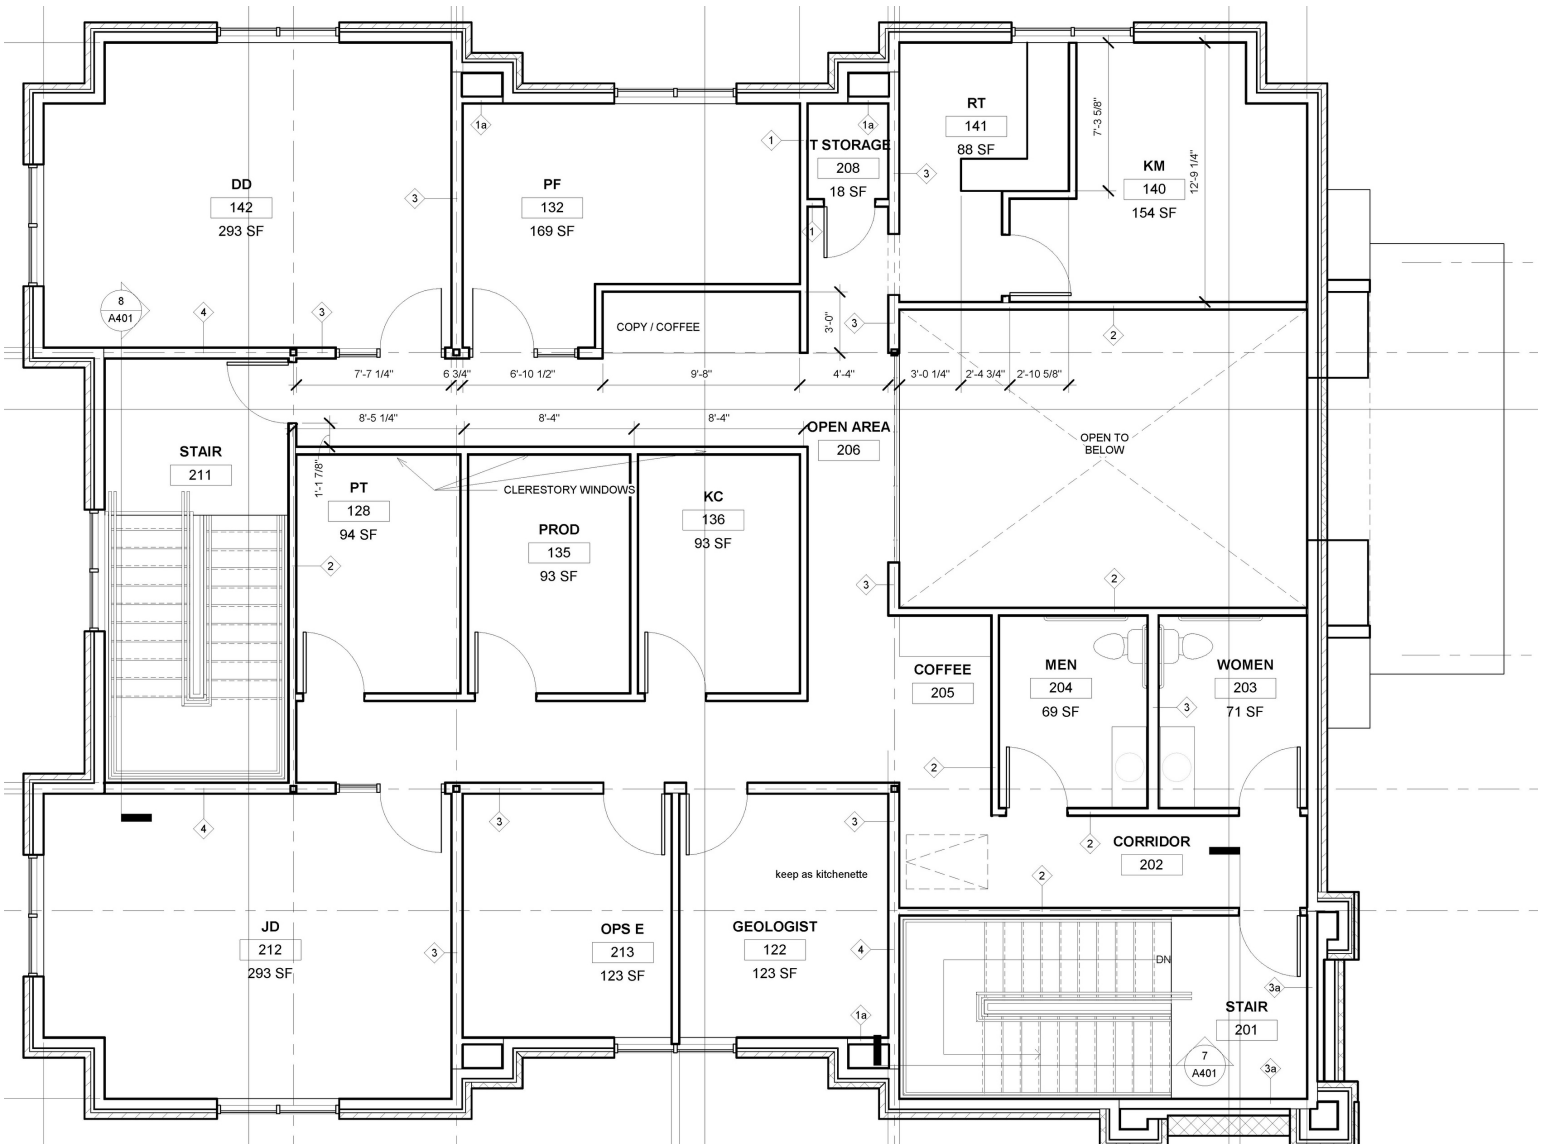 DD
142
293 SF
PF
132
169 SF
T STORAGE
208
18 SF
RT
141
88 SF
KM
140
154 SF
7'-3 5/8"
12'-9 1/4"
1a
1a
1
1
3
3
3
3
4
2
8
A401
COPY / COFFEE
3'-0"
7'-7 1/4"
6 3/4"
6'-10 1/2"
9'-8"
4'-4"
3'-0 1/4"
2'-4 3/4"
2'-10 5/8"
8'-5 1/4"
8'-4"
8'-4"
1'-1 7/8"
OPEN AREA
206
OPEN TO
BELOW
STAIR
211
CLERESTORY WINDOWS
PT
128
94 SF
PROD
135
93 SF
KC
136
93 SF
2
3
2
COFFEE
205
MEN
204
69 SF
WOMEN
203
71 SF
3
2
4
3
3
2
CORRIDOR
202
2
keep as kitchenette
JD
212
293 SF
3
OPS E
213
123 SF
GEOLOGIST
122
123 SF
4
DN
3a
1a
STAIR
201
7
A401
3a